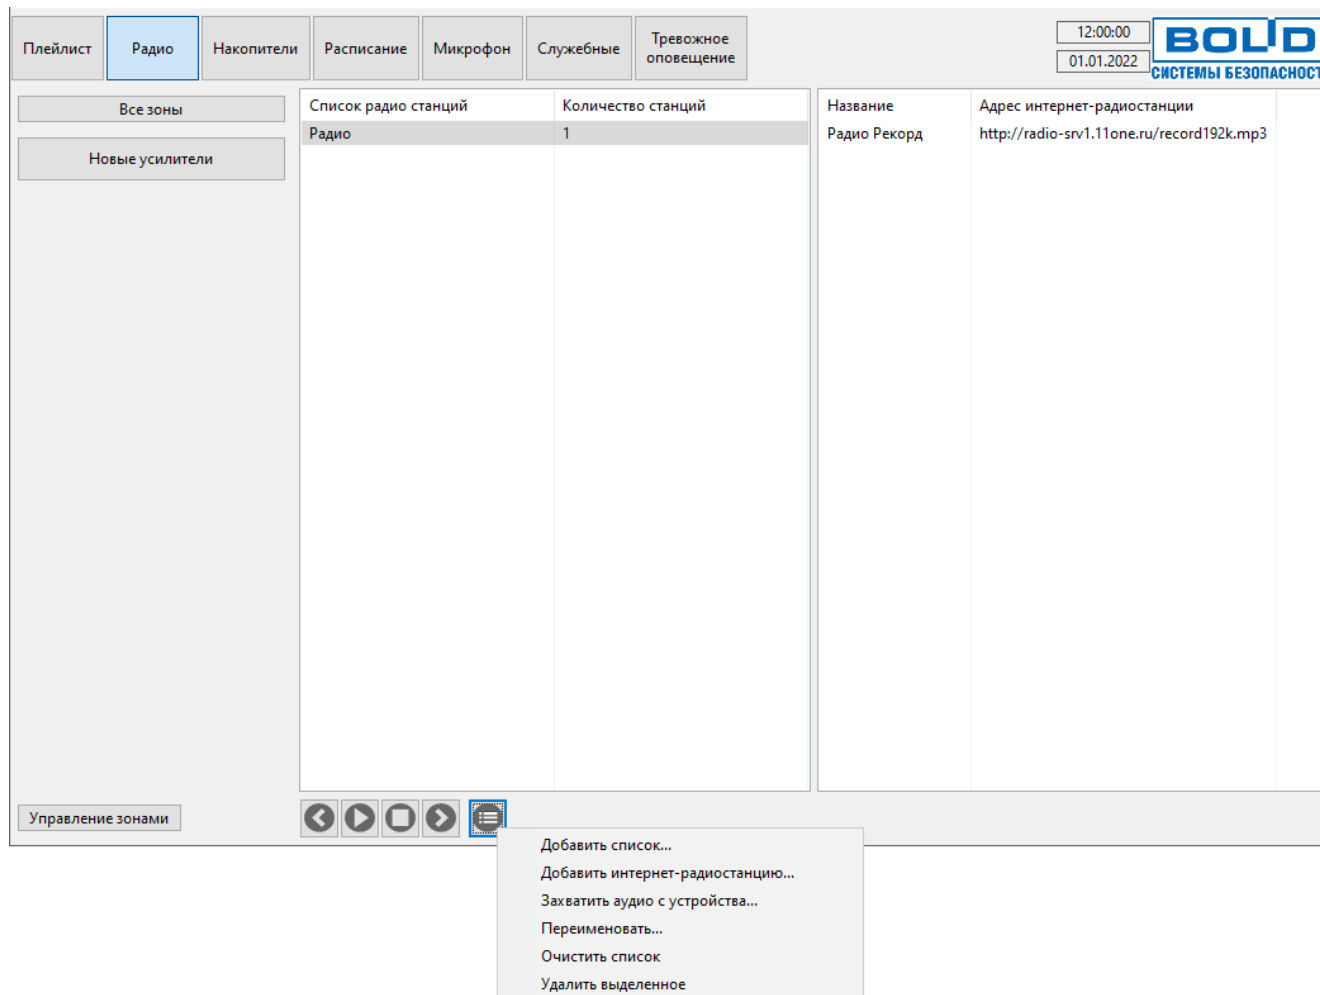 Плейлист
Радио
Накопители
Расписание
Микрофон
Служебные
Тревожное
оповещение
12:00:00
01.01.2022
BOLID
СИСТЕМЫ БЕЗОПАСНОСТ
Все зоны
Новые усилители
Список радио станций
Количество станций
Радио
1
Название
Адрес интернет-радиостанции
Радио Рекорд
http://radio-srv1.11one.ru/record192k.mp3
Управление зонами
Добавить список...
Добавить интернет-радиостанцию...
Захватить аудио с устройства...
Переименовать...
Очистить список
Удалить выделенное